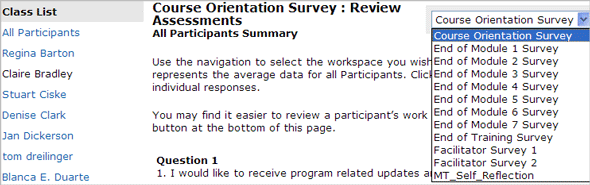 Class List
All Participants
Regina Barton
Claire Bradley
Stuart Ciske
Denise Clark
Jan Dickerson
tom dreilinger
Blanca E. Duarte
Course Orientation Survey : Review
Assessments
All Participants Summary
Use the navigation to select the workspace you wish
represents the average data for all Participants. Clic
individual responses.
You may find it easier to review a participant's work
button at the bottom of this page.
Question 1
1. I would like to receive program related updates a
Course Orientation Survey
Course Orientation Survey
End of Module 1 Survey
End of Module 2 Survey
End of Module 3 Survey
End of Module 4 Survey
End of Module 5 Survey
End of Module 6 Survey
End of Module 7 Survey
End of Training Survey
Facilitator Survey 1
Facilitator Survey 2
MT_Self_Reflection